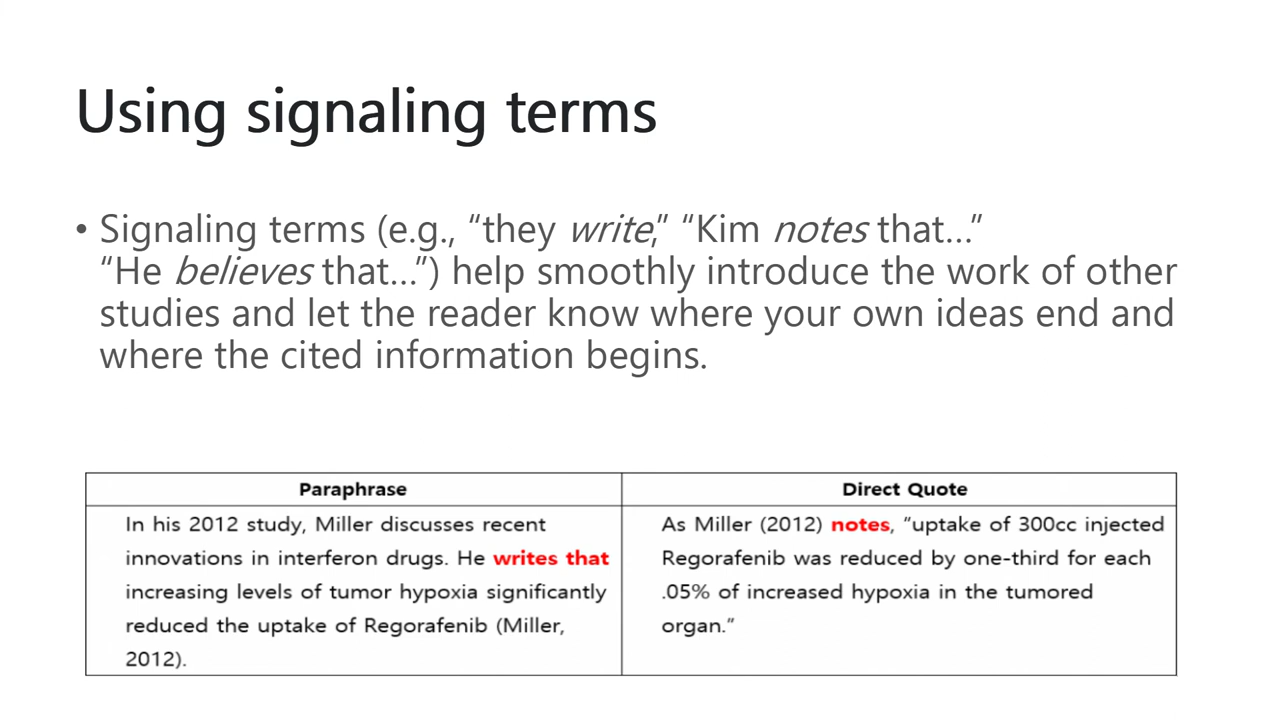 Using signaling terms
• Signaling terms (e.g., “they write,” “Kim notes that…”
“He believes that…”) help smoothly introduce the work of other
studies and let the reader know where your own ideas end and
where the cited information begins.
Paraphrase
In his 2012 study, Miller discusses recent
innovations in interferon drugs. He writes that
increasing levels of tumor hypoxia significantly
reduced the uptake of Regorafenib (Miller,
2012).
Direct Quote
As Miller (2012) notes, “uptake of 300cc injected
Regorafenib was reduced by one-third for each
.05% of increased hypoxia in the tumored
organ.”